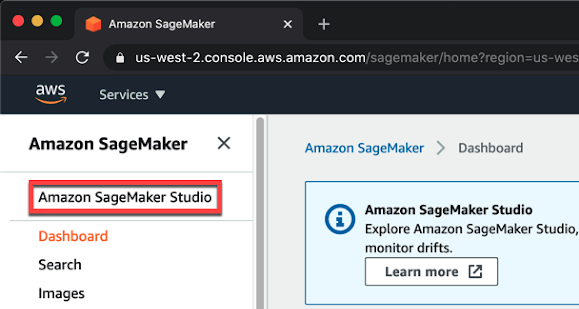 Amazon SageMaker
us-west-2.console.aws.amazon.com/sagemaker/home?region=us-wes
aws
Services
Amazon SageMaker
Amazon SageMaker > Dashboard
Amazon SageMaker Studio
Dashboard
Search
Images
Amazon SageMaker Studio
Explore Amazon SageMaker Studio,
monitor drifts.
Learn more